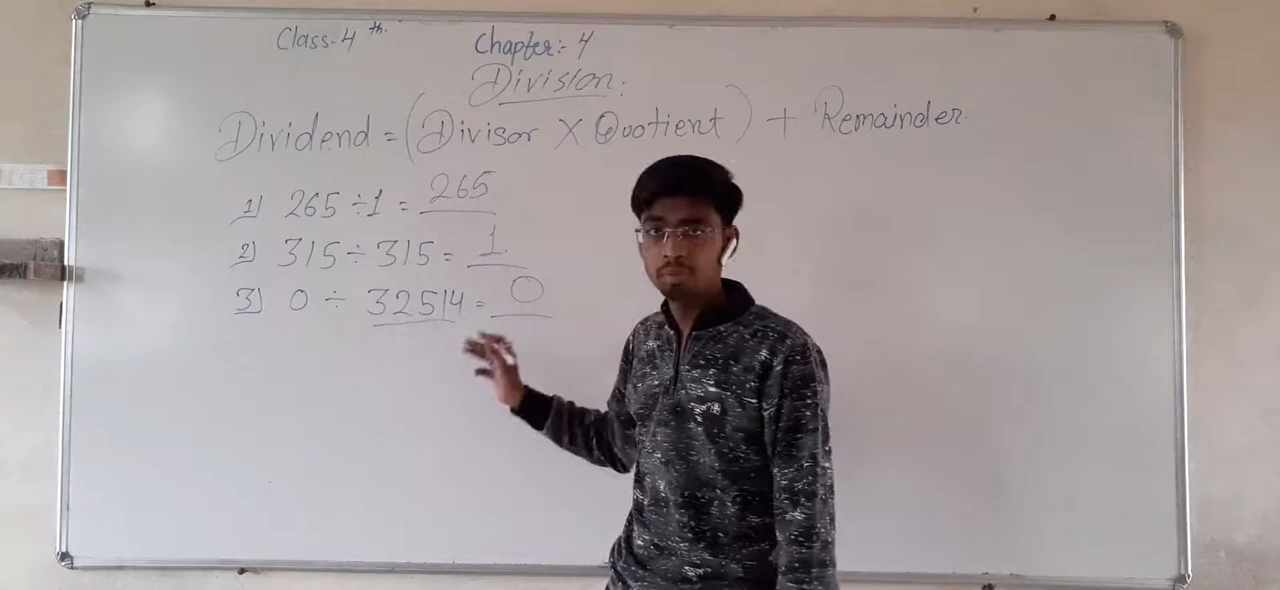 Class-4th.
Chapter:- 4
Division.
Dividend = (Divisor X Quotient) + Remainder.
1) 265 ÷ 1 = 265
2) 315 ÷ 315 = 1.
3) 0 ÷ 32514 = 0